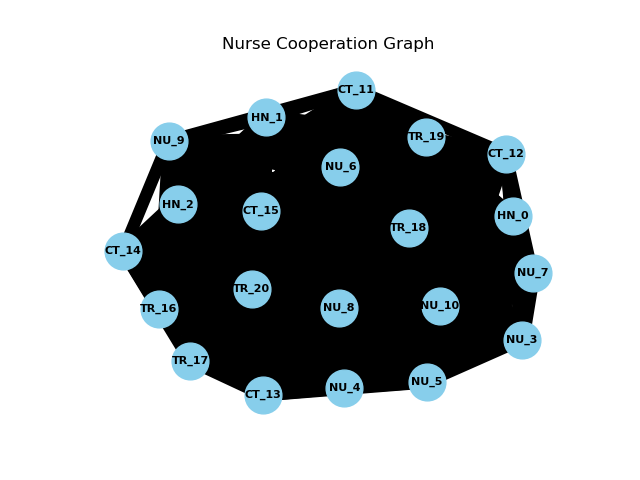 Nurse Cooperation Graph
CT_11
HN_1
TR_19
NU_9
CT_12
NU_6
HN_2
CT_15
HN_0
TR_18
CT_14
NU_7
TR_20
NU_10
NU_8
TR_16
NU_3
TR_17
NU_5
NU_4
CT_13